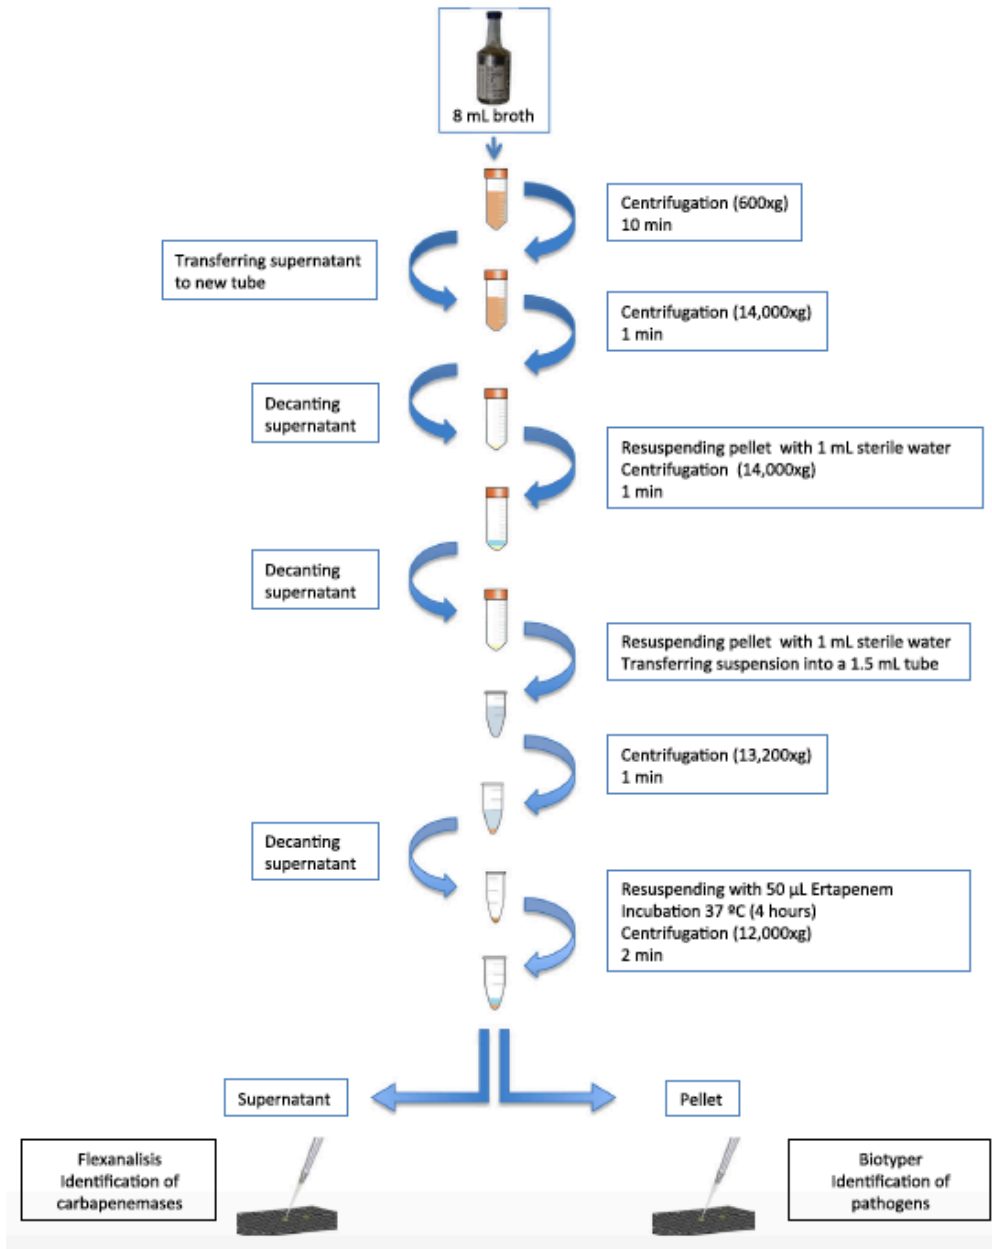 8 mL broth
Centrifugation (600xg)
10 min
Transferring supernatant
to new tube
Centrifugation (14,000xg)
1 min
Decanting
supernatant
Resuspending pellet with 1 mL sterile water
Centrifugation (14,000xg)
1 min
Decanting
supernatant
Resuspending pellet with 1 mL sterile water
Transferring suspension into a 1.5 mL tube
Centrifugation (13,200xg)
1 min
Decanting
supernatant
Resuspending with 50 µL Ertapenem
Incubation 37 ºC (4 hours)
Centrifugation (12,000xg)
2 min
Supernatant
Pellet
Flexanalisis
Identification of
carbapenemases
Biotyper
Identification of
pathogens